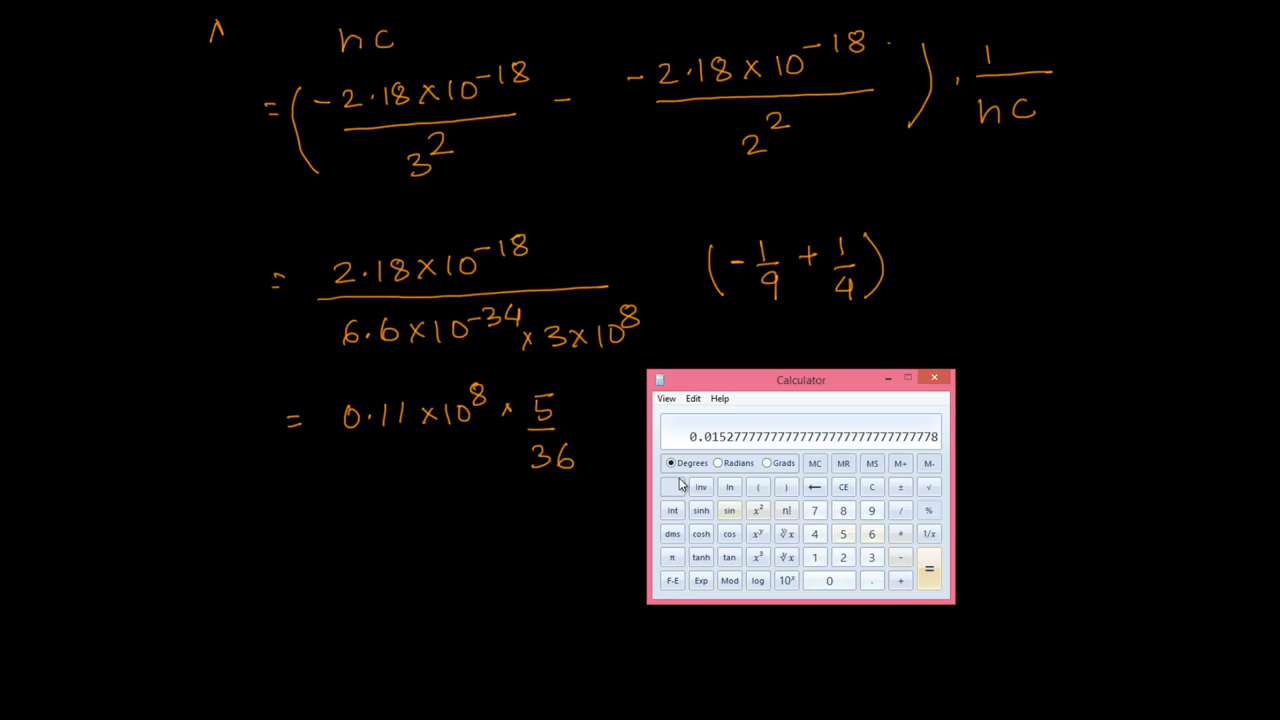 λ hc
= ( -2.18×10^-18 / 3^2 - -2.18×10^-18 / 2^2 ) . 1 / hc
= 2.18×10^-18 / 6.6×10^-34 × 3×10^8 ( - 1/9 + 1/4 )
= 0.11 ×10^8 × 5 / 36
Calculator
View Edit Help
0.01527777777777777777777777777778
Degrees Radians Grads MC MR MS M+ M-
Inv ln ( ) ← CE C ± √
Int sinh sin x² n! 7 8 9 / %
dms cosh cos x^y ʸ√x 4 5 6 * 1/x
π tanh tan x³ ³√x 1 2 3 - =
F-E Exp Mod log 10^x 0 . +